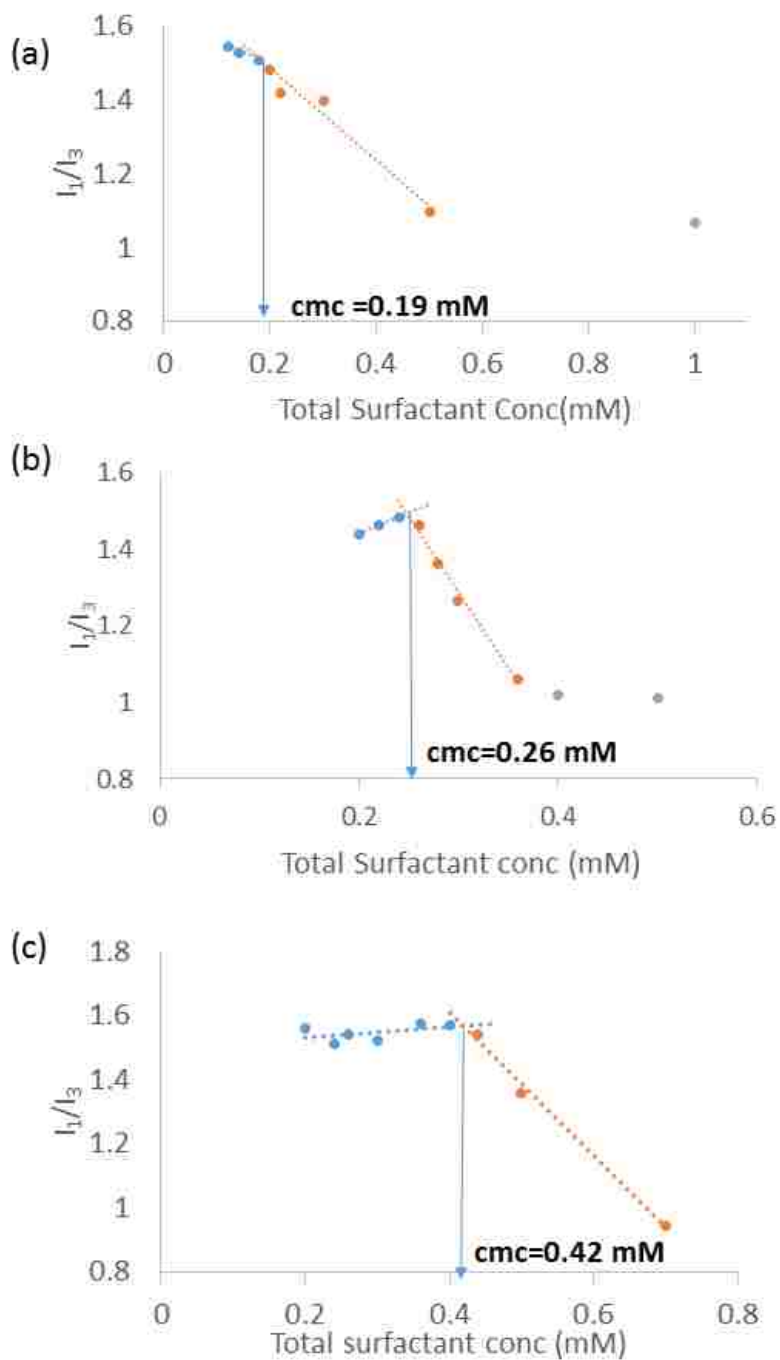 (a)
1.6
1.4
1.2
1
0.8
I1/I3
cmc =0.19 mM
0 0.2 0.4 0.6 0.8 1
Total Surfactant Conc(mM)
(b)
1.6
1.4
1.2
1
0.8
I1/I3
cmc=0.26 mM
0 0.2 0.4 0.6
Total Surfactant conc (mM)
(c)
1.8
1.6
1.4
1.2
1
0.8
I1/I3
cmc=0.42 mM
0 0.2 0.4 0.6 0.8
Total surfactant conc (mM)